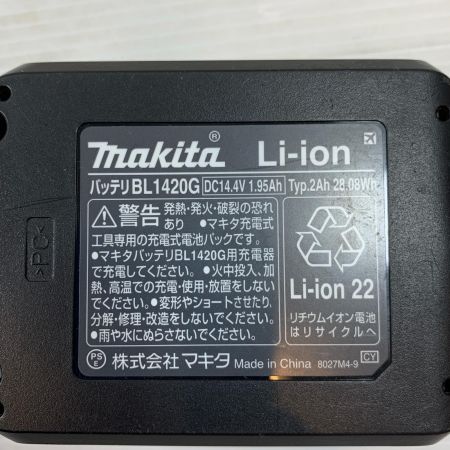 makita® Li-ion
バッテリBL1420G DC14.4V 1.95Ah Typ.2Ah 28.08Wh
⚠警告 発熱・発火・破裂の恐れあり ●マキタ充電式
工具専用の充電式電池パックです。
●マキタバッテリBL1420G用充電器
で充電してください。●火中投入、加
熱、高温での充電・使用・放置をしない
でください。●変形やショートさせたり、
分解・修理・改造をしないでください。
●雨や水にぬらさないでください。
Li-ion 22
リチウムイオン電池
はリサイクルへ
PS
E 株式会社マキタ Made in China 8027M4-9 CY
>PC<